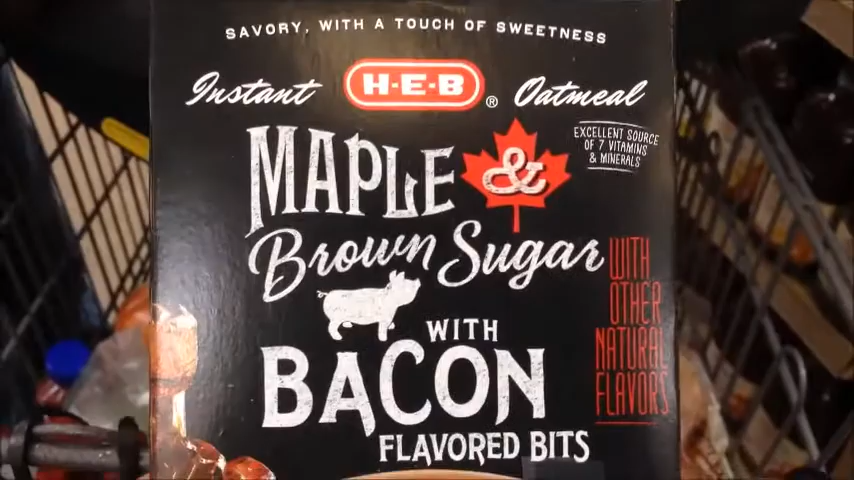 SAVORY, WITH A TOUCH OF SWEETNESS
Instant H-E-B® Oatmeal
MAPLE &
EXCELLENT SOURCE
OF 7 VITAMINS
& MINERALS
Brown Sugar
WITH
OTHER
NATURAL
FLAVORS
WITH
BACON
FLAVORED BITS